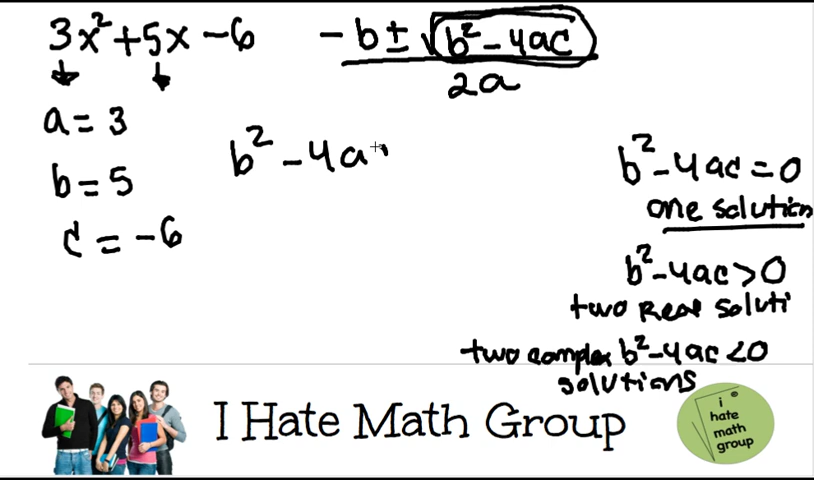 3x² + 5x - 6
-b ± √b² - 4ac
2a
a = 3
b = 5
c = -6
b² - 4a
b² - 4ac = 0
one solution
b² - 4ac > 0
two Real soluti
two complex b² - 4ac < 0
solutions
I Hate Math Group
i
hate
math
group